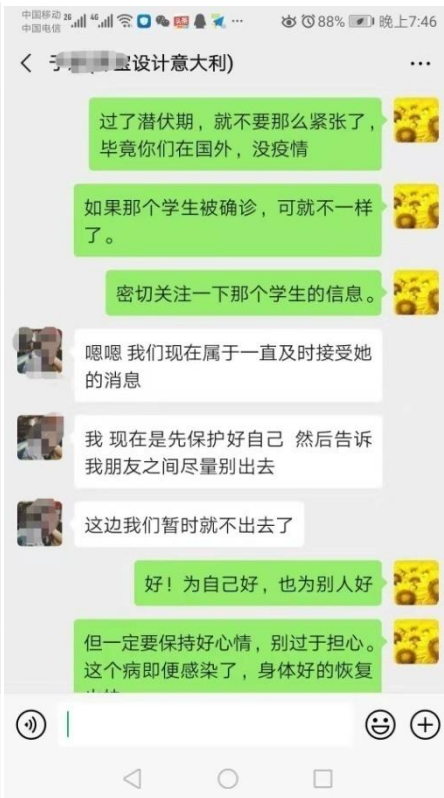 中国移动 2G 4G 88% 晚上7:46
中国电信
宝设计意大利)
过了潜伏期，就不要那么紧张了，
毕竟你们在国外，没疫情
如果那个学生被确诊，可就不一样
了。
密切关注一下那个学生的信息。
嗯嗯 我们现在属于一直及时接受她
的消息
我 现在是先保护好自己 然后告诉
我朋友之间尽量别出去
这边我们暂时就不出去了
好！为自己好，也为别人好
但一定要保持好心情，别过于担心。
这个病即便感染了，身体好的恢复